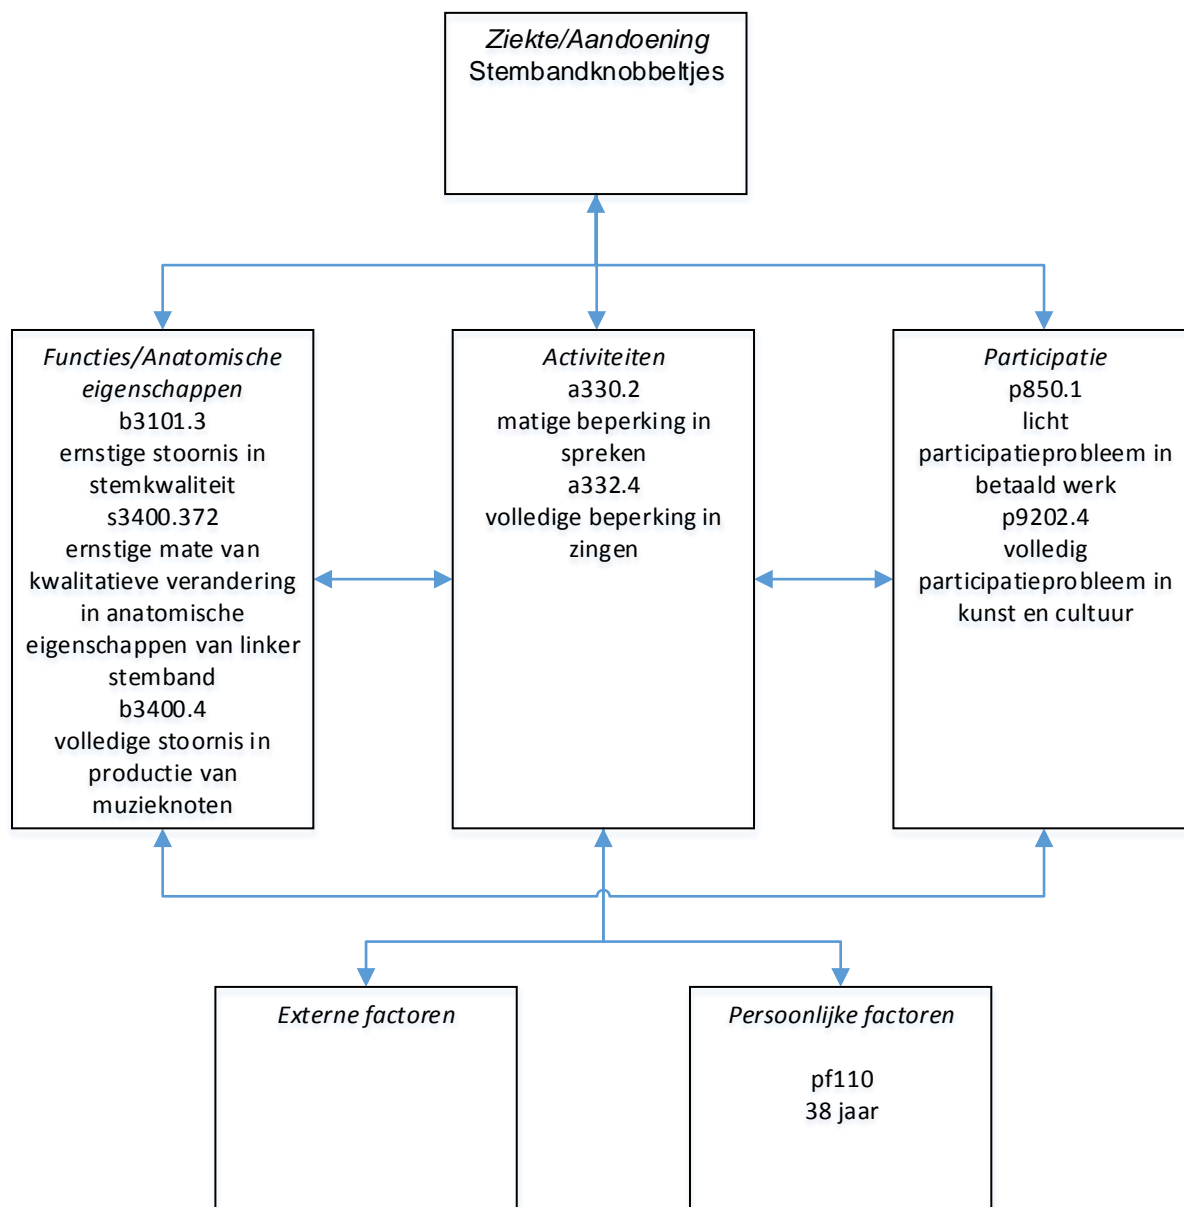 Ziekte/Aandoening
Stembandknobbeltjes
Functies/Anatomische
eigenschappen
b3101.3
ernstige stoornis in
stemkwaliteit
s3400.372
ernstige mate van
kwalitatieve verandering
in anatomische
eigenschappen van linker
stemband
b3400.4
volledige stoornis in
productie van
muzieknoten
Activiteiten
a330.2
matige beperking in
spreken
a332.4
volledige beperking in
zingen
Participatie
p850.1
licht
participatieprobleem in
betaald werk
p9202.4
volledig
participatieprobleem in
kunst en cultuur
Externe factoren
Persoonlijke factoren
pf110
38 jaar